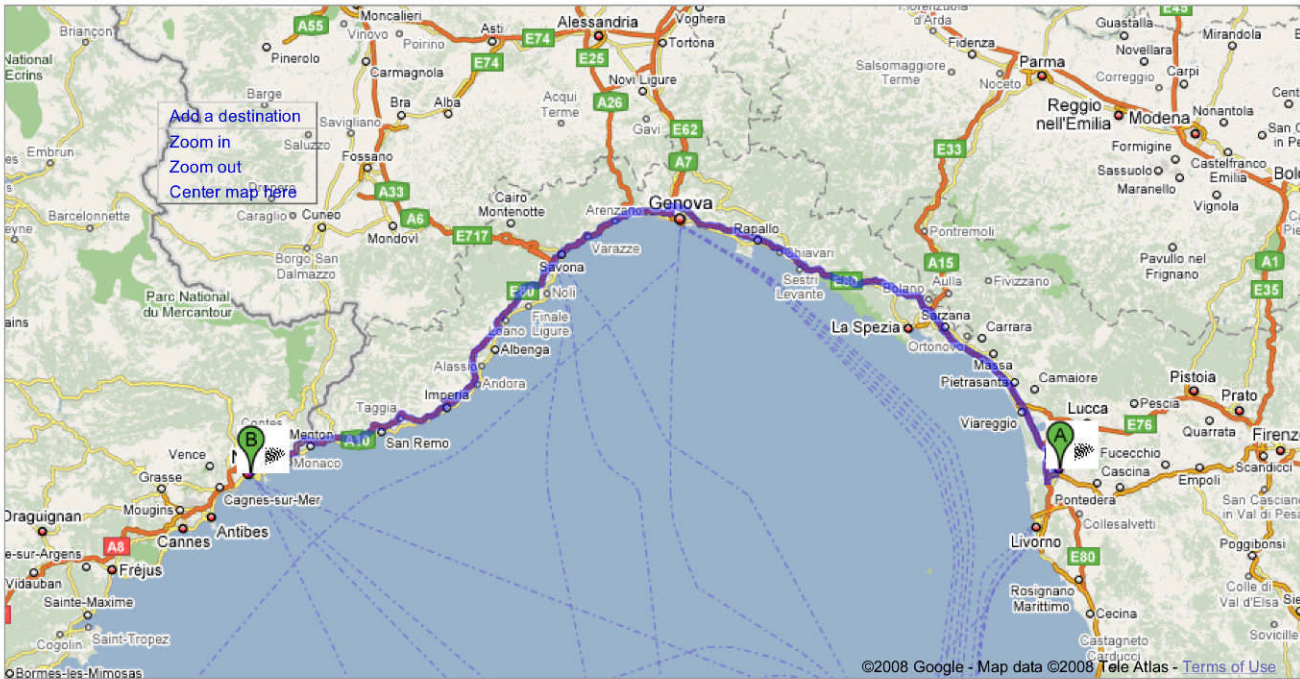 A55
Moncalieri
Vinovo
Poirino
Asti
E74
Alessandria
Voghera
Tortona
E45
Guastalla
Mirandola
Briançon
National
Ecrins
Pinerolo
Carmagnola
E74
E25
Novi Ligure
Fidenza
d'Arda
Novellara
Parma
Salsomaggiore
Terme
Noceto
Correggio
Carpi
Barge
Bra
Alba
Acqui
Terme
A26
Gavi
E62
Reggio
nell'Emilia
Modena
Nonantola
Add a destination
Zoom in
Zoom out
Center map here
Savigliano
Saluzzo
Embrun
Fossano
A7
E33
Formigine
Castelfranco
Emilia
Sassuolo
Maranello
Vignola
A33
Caraglio
Cuneo
A6
Mondovì
Cairo
Montenotte
E717
Arenzano
Genova
Varazze
Rapallo
Chiavari
Pontremoli
Barcelonnette
Borgo San
Dalmazzo
Savona
Sestri
Levante
A15
Aulla
Fivizzano
Pavullo nel
Frignano
A1
E35
Parc National
du Mercantour
E80
Noli
Finale
Ligure
Loano
Albenga
E80
Bolano
Sarzana
La Spezia
Carrara
Ortonovo
Massa
Alassio
Andora
Pietrasanta
Camaiore
Pistoia
Prato
Imperia
Taggia
San Remo
A10
Viareggio
Lucca
Pescia
E76
Quarrata
Firenze
Scandicci
Contes
Menton
Monaco
B
A
Vence
Grasse
Cagnes-sur-Mer
Fucecchio
Cascina
Empoli
Mougins
Antibes
Cannes
Draguignan
Pontedera
Collesalvetti
San Casciano
in Val di Pesa
Livorno
A8
Fréjus
Vidauban
E80
Poggibonsi
Rosignano
Marittimo
Colle di
Val d'Elsa
Sainte-Maxime
Saint-Tropez
Cogolin
Cecina
Castagneto
Carducci
Sovicille
Bormes-les-Mimosas
©2008 Google - Map data ©2008 Tele Atlas - Terms of Use